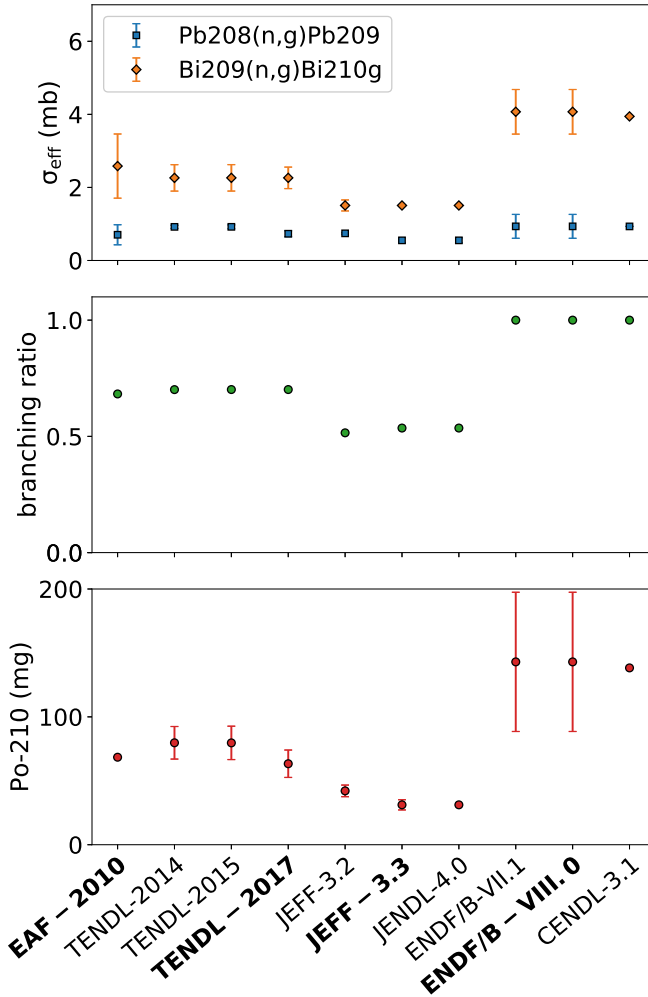 Pb208(n,g)Pb209
Bi209(n,g)Bi210g
σeff (mb)
6
4
2
0
branching ratio
1.0
0.5
0.0
Po-210 (mg)
200
100
0
EAF − 2010
TENDL-2014
TENDL-2015
TENDL − 2017
JEFF-3.2
JEFF − 3.3
JENDL-4.0
ENDF/B-VII.1
ENDF/B − VIII. 0
CENDL-3.1